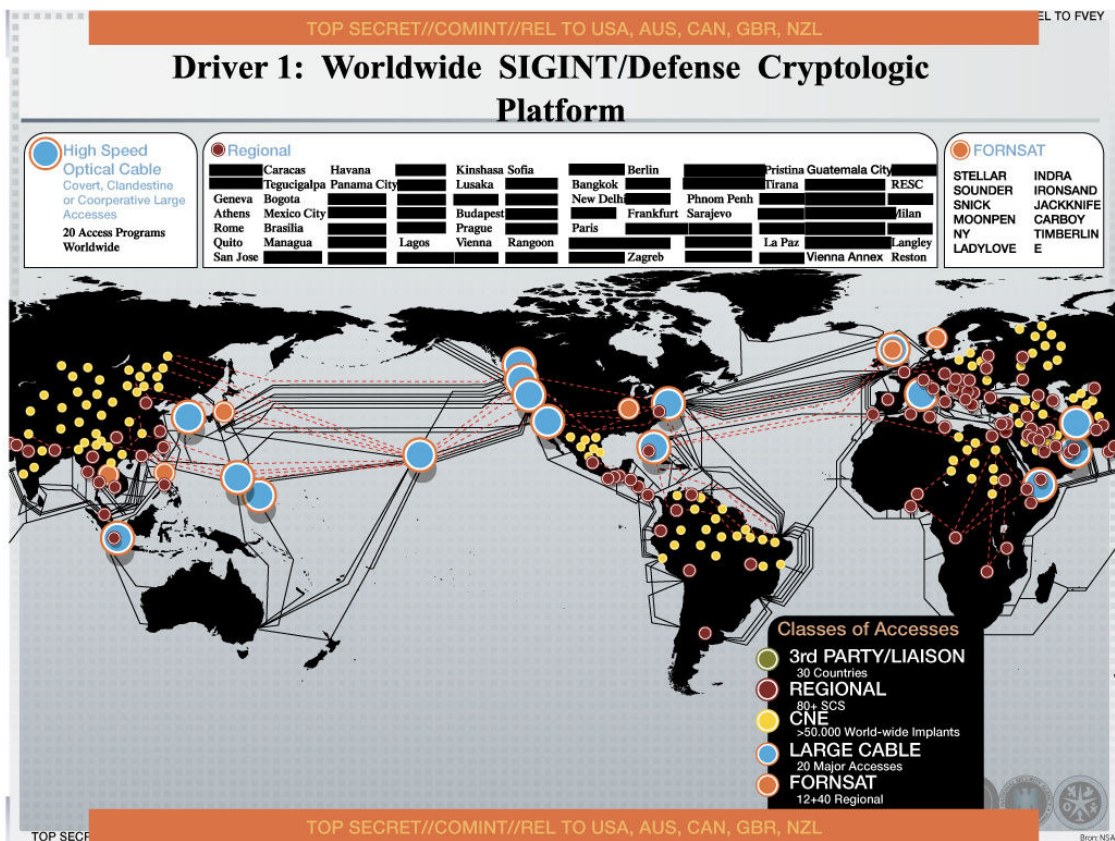 EL TO FVEY
TOP SECRET//COMINT//REL TO USA, AUS, CAN, GBR, NZL
Driver 1: Worldwide SIGINT/Defense Cryptologic
Platform
High Speed
Optical Cable
Covert, Clandestine
or Coorperative Large
Accesses
20 Access Programs
Worldwide
Regional
Caracas Havana Kinshasa Sofia Berlin Pristina Guatemala City
Tegucigalpa Panama City Lusaka Bangkok Tirana RESC
Geneva Bogota New Delhi Phnom Penh
Athens Mexico City Budapest Frankfurt Sarajevo Milan
Rome Brasilia Prague Paris
Quito Managua Lagos Vienna Rangoon La Paz Langley
San Jose Zagreb Vienna Annex Reston
FORNSAT
STELLAR INDRA
SOUNDER IRONSAND
SNICK JACKKNIFE
MOONPEN CARBOY
NY TIMBERLIN
LADYLOVE E
Classes of Accesses
3rd PARTY/LIAISON
30 Countries
REGIONAL
80+ SCS
CNE
>50.000 World-wide Implants
LARGE CABLE
20 Major Accesses
FORNSAT
12+40 Regional
TOP SECRET//COMINT//REL TO USA, AUS, CAN, GBR, NZL
TOP SECR
Bron: NSA